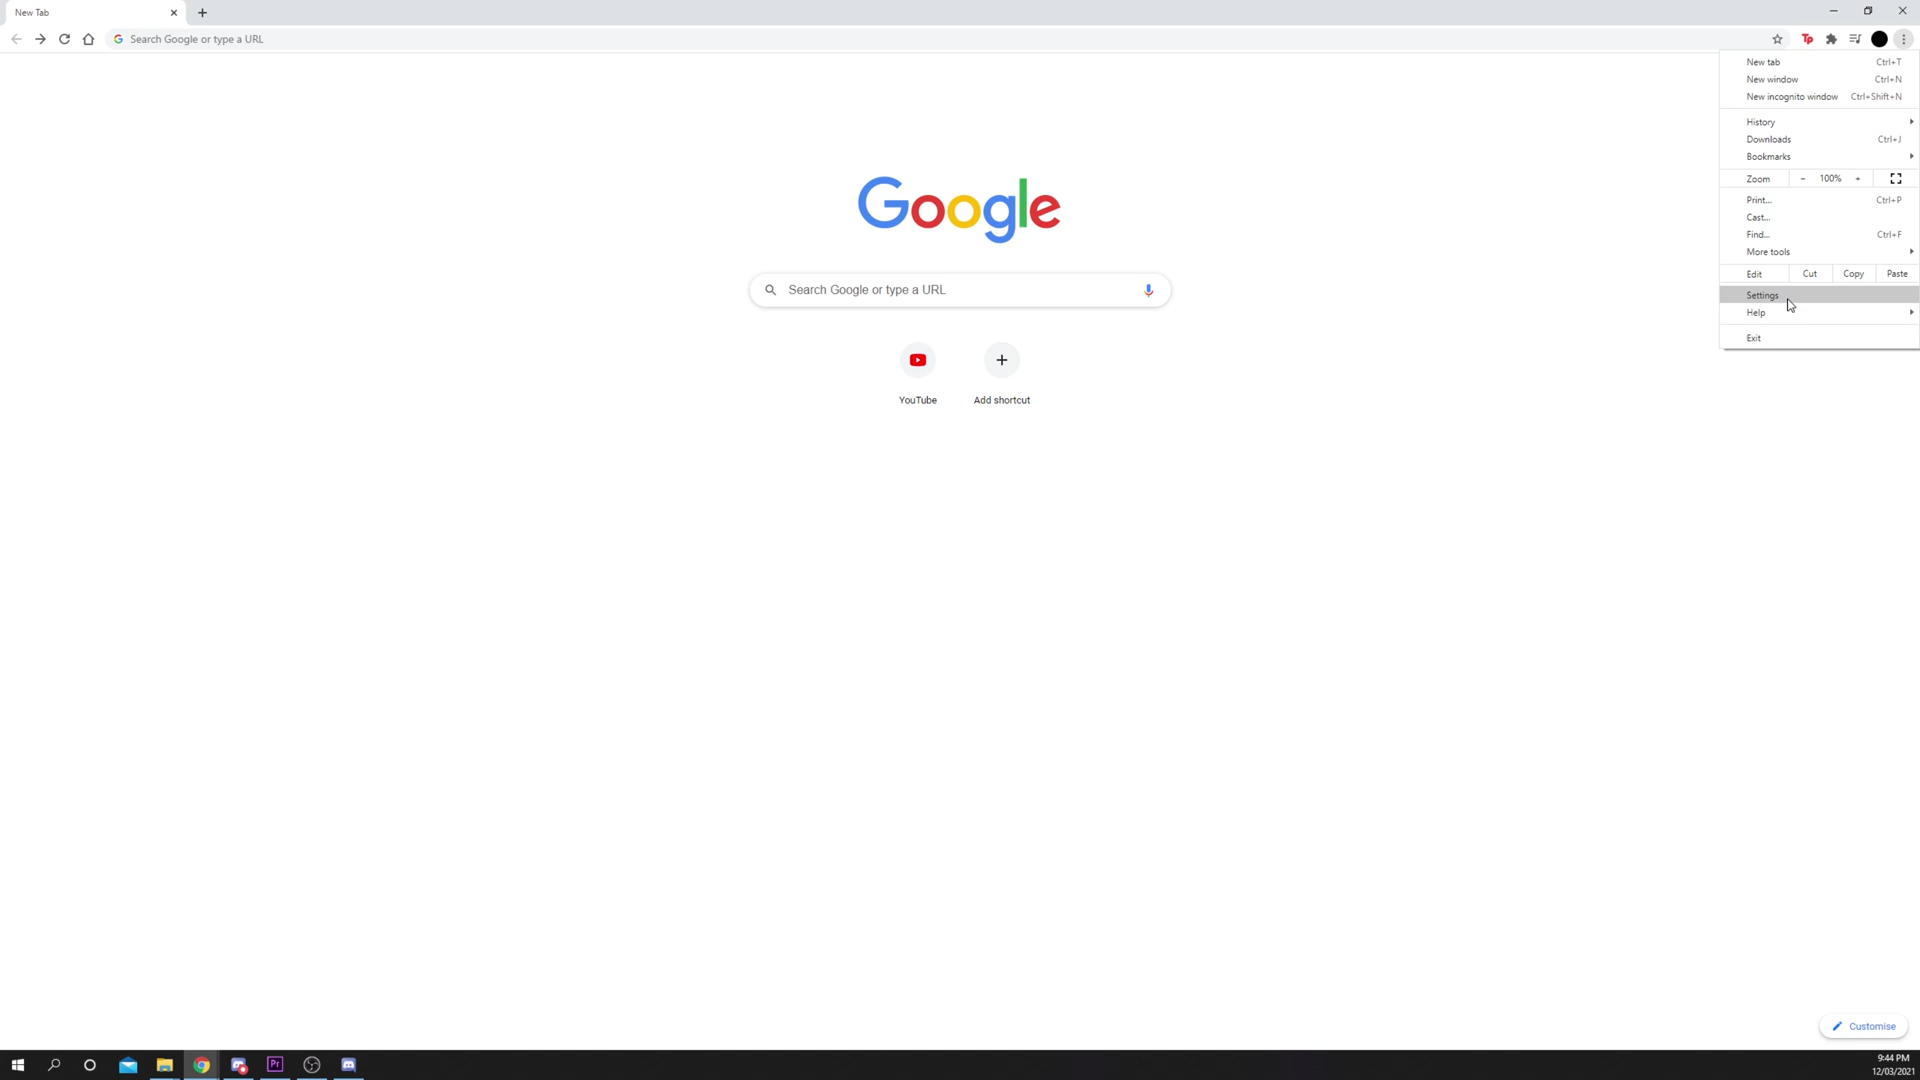 New Tab
Search Google or type a URL
Tp
New tab Ctrl+T
New window Ctrl+N
New incognito window Ctrl+Shift+N
History
Downloads Ctrl+J
Bookmarks
Zoom - 100% +
Print... Ctrl+P
Cast...
Find... Ctrl+F
More tools
Edit Cut Copy Paste
Settings
Help
Exit
Google
Search Google or type a URL
YouTube Add shortcut
Customise
Pr
9:44 PM
12/03/2021